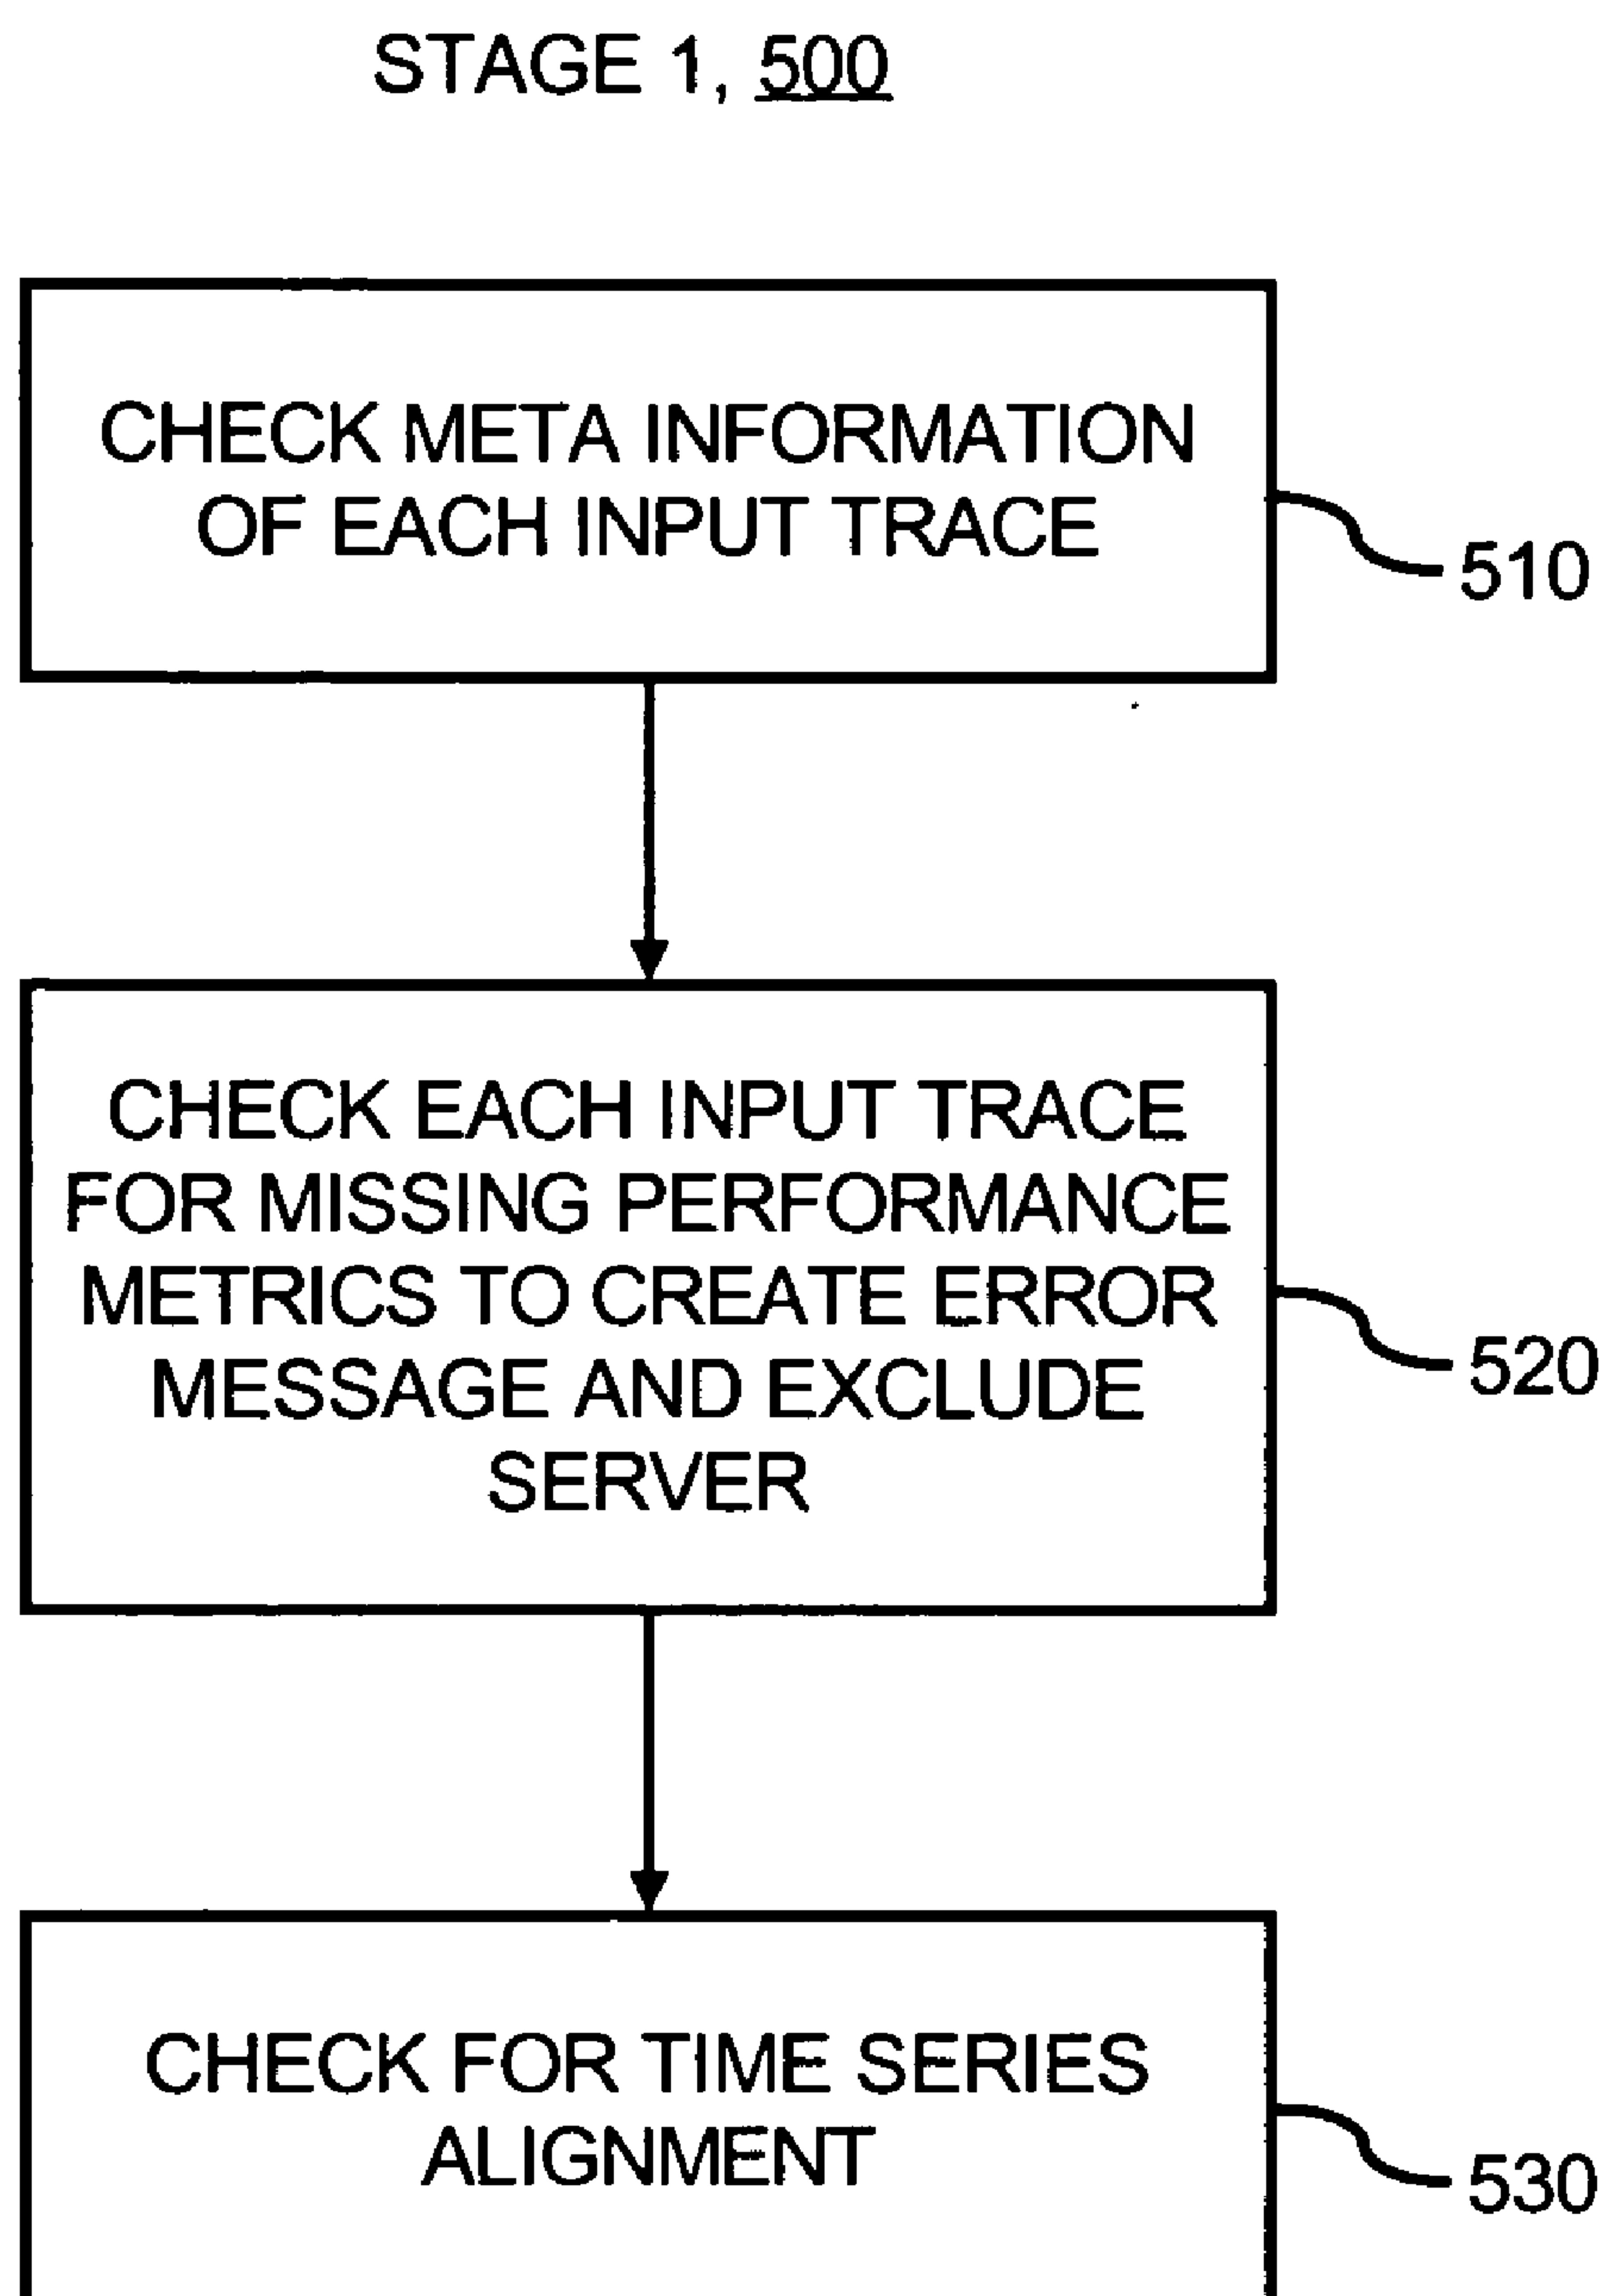 STAGE 1, 500
CHECK META INFORMATION
OF EACH INPUT TRACE
510
CHECK EACH INPUT TRACE
FOR MISSING PERFORMANCE
METRICS TO CREATE ERROR
MESSAGE AND EXCLUDE
SERVER
520
CHECK FOR TIME SERIES
ALIGNMENT
530